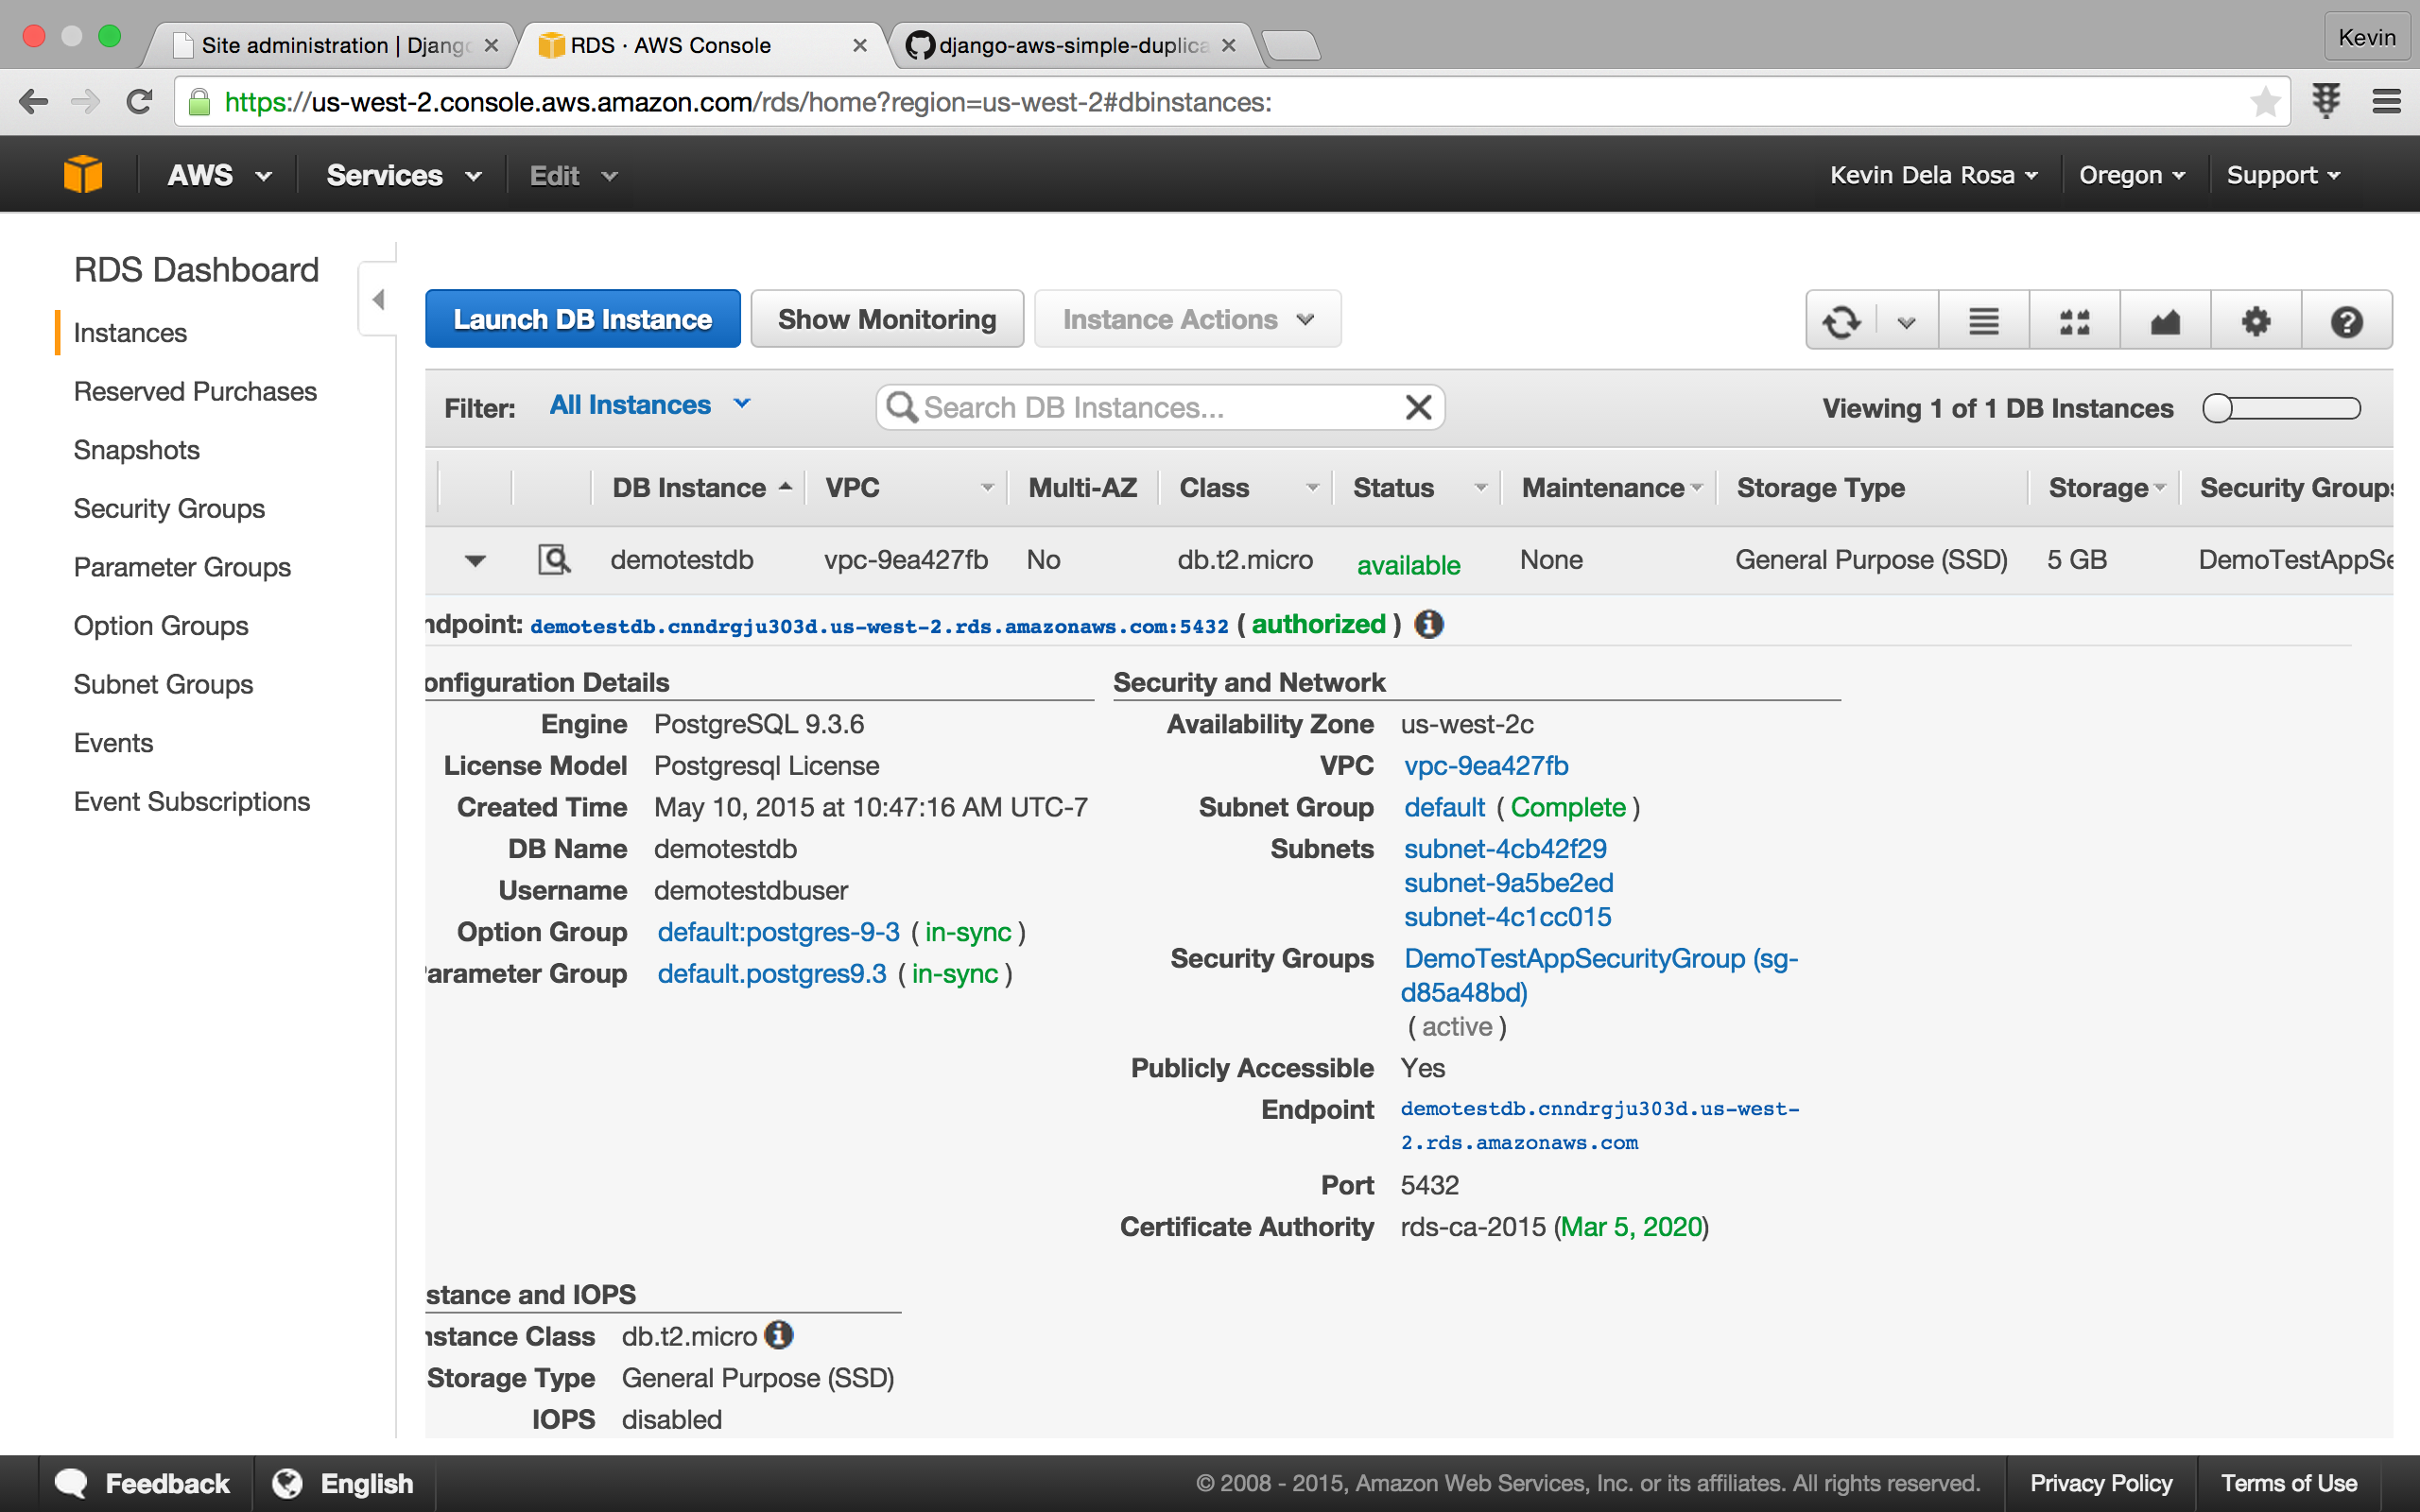 Site administration | Django
RDS · AWS Console
django-aws-simple-duplica
Kevin
https://us-west-2.console.aws.amazon.com/rds/home?region=us-west-2#dbinstances:
AWS Services Edit Kevin Dela Rosa Oregon Support
RDS Dashboard
Instances
Reserved Purchases
Snapshots
Security Groups
Parameter Groups
Option Groups
Subnet Groups
Events
Event Subscriptions
Launch DB Instance Show Monitoring Instance Actions
Filter: All Instances Search DB Instances... Viewing 1 of 1 DB Instances
DB Instance VPC Multi-AZ Class Status Maintenance Storage Type Storage Security Groups
demotestdb vpc-9ea427fb No db.t2.micro available None General Purpose (SSD) 5 GB DemoTestAppSe
ndpoint: demotestdb.cnndrgju303d.us-west-2.rds.amazonaws.com:5432 ( authorized )
onfiguration Details
Engine PostgreSQL 9.3.6
License Model Postgresql License
Created Time May 10, 2015 at 10:47:16 AM UTC-7
DB Name demotestdb
Username demotestdbuser
Option Group default:postgres-9-3 ( in-sync )
arameter Group default.postgres9.3 ( in-sync )
Security and Network
Availability Zone us-west-2c
VPC vpc-9ea427fb
Subnet Group default ( Complete )
Subnets subnet-4cb42f29
subnet-9a5be2ed
subnet-4c1cc015
Security Groups DemoTestAppSecurityGroup (sg-
d85a48bd)
( active )
Publicly Accessible Yes
Endpoint demotestdb.cnndrgju303d.us-west-
2.rds.amazonaws.com
Port 5432
Certificate Authority rds-ca-2015 (Mar 5, 2020)
stance and IOPS
nstance Class db.t2.micro
Storage Type General Purpose (SSD)
IOPS disabled
Feedback English © 2008 - 2015, Amazon Web Services, Inc. or its affiliates. All rights reserved. Privacy Policy Terms of Use